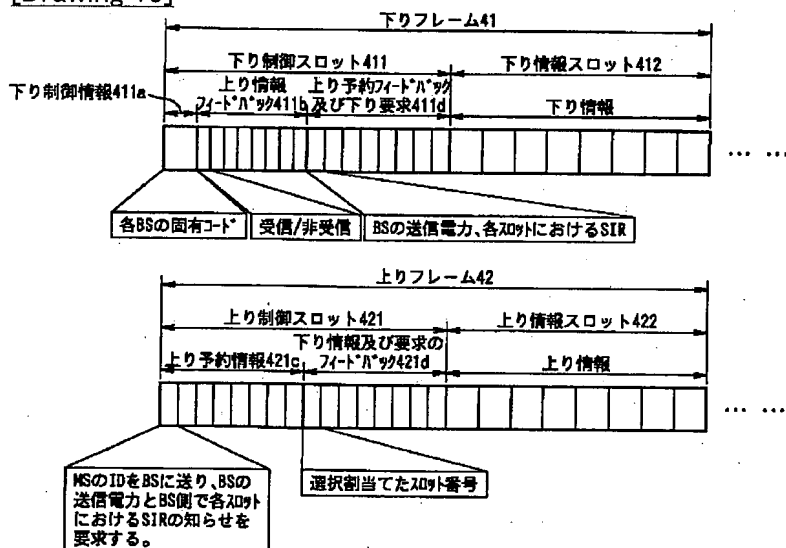 [Drawing 10]
下りフレーム41
下り制御スロット411
下り情報スロット412
下り制御情報411a
上り情報
フィードバック411b
上り予約フィードバック
及び下り要求411d
下り情報
… …
各BSの固有コード
受信/非受信
BSの送信電力、各スロットにおけるSIR
上りフレーム42
上り制御スロット421
上り情報スロット422
上り予約情報421c
下り情報及び要求の
フィードバック421d
上り情報
… …
MSのIDをBSに送り、BSの
送信電力とBS側で各スロット
におけるSIRの知らせを
要求する。
選択割当てたスロット番号